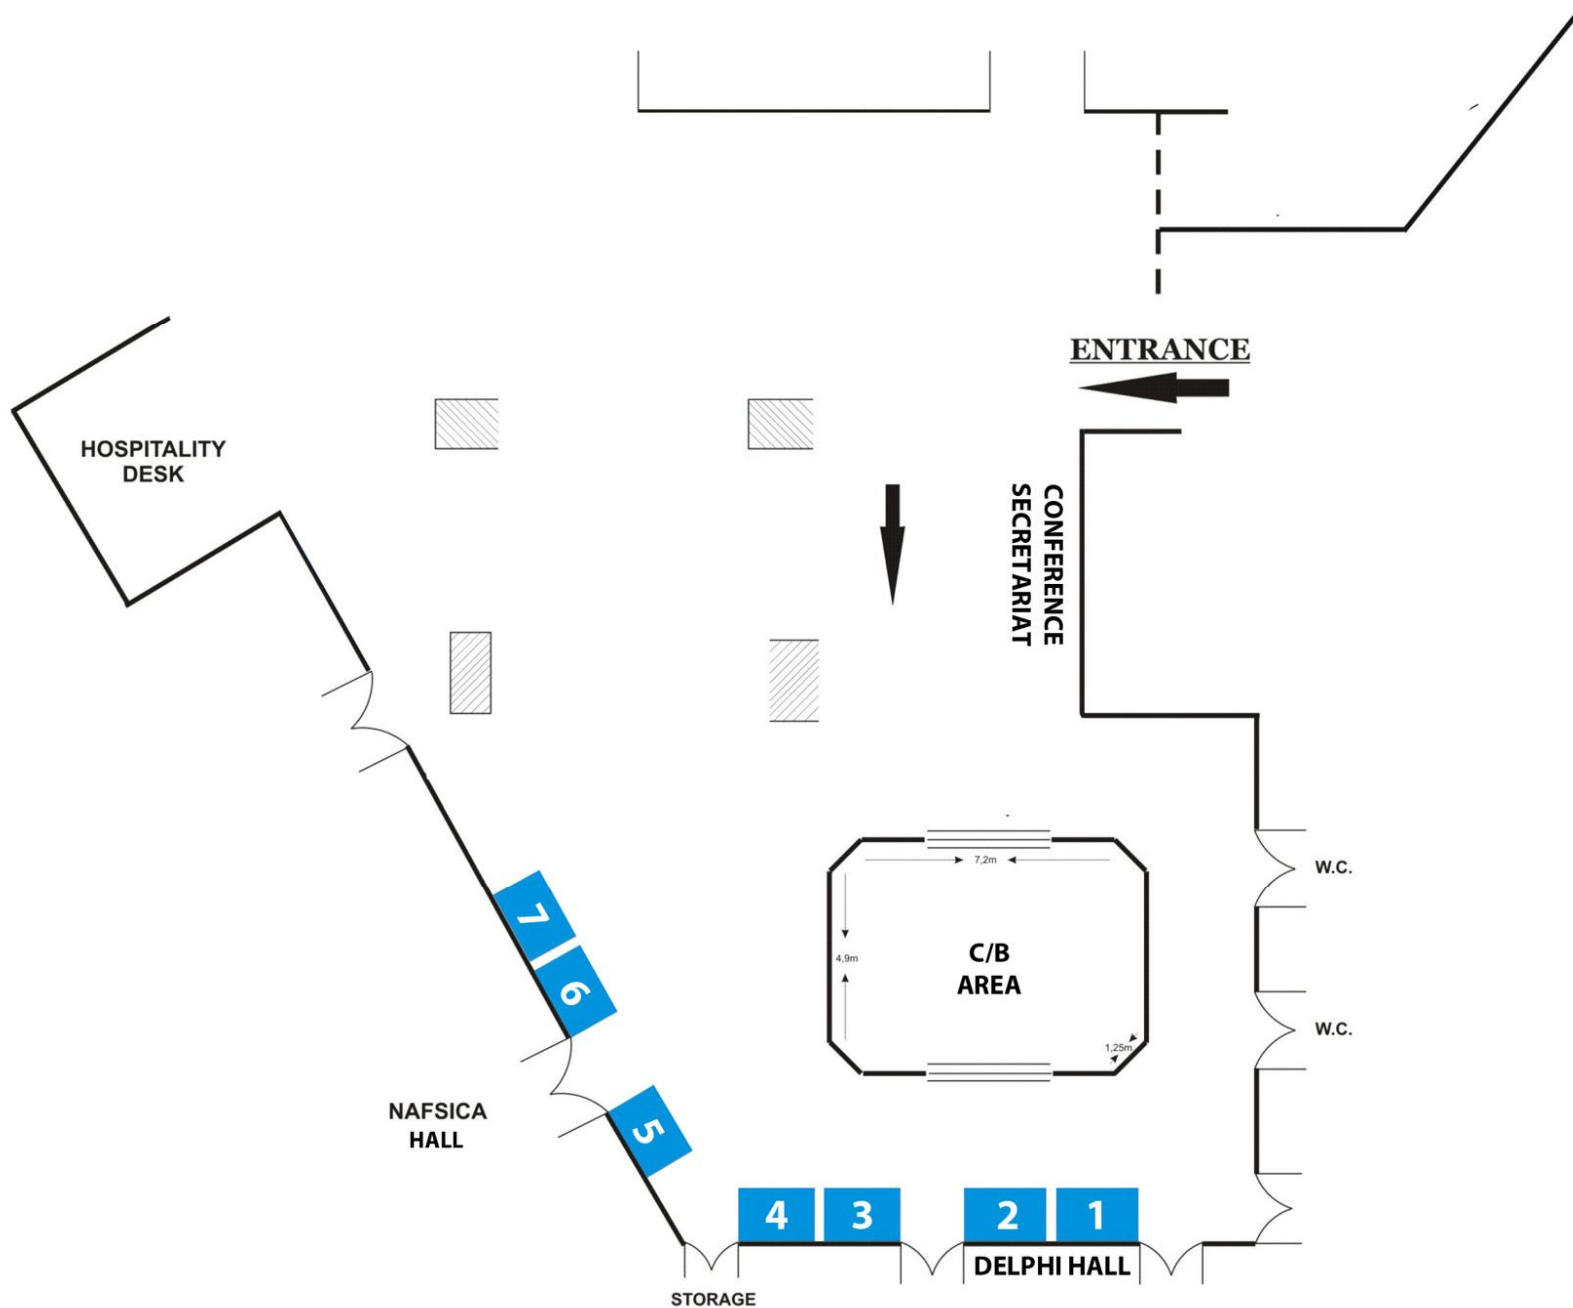 ENTRANCE
HOSPITALITY
DESK
CONFERENCE
SECRETARIAT
7,2m
W.C.
7
4,9m
C/B
AREA
6
W.C.
1,25m
NAFSICA
HALL
5
4
3
2
1
DELPHI HALL
STORAGE